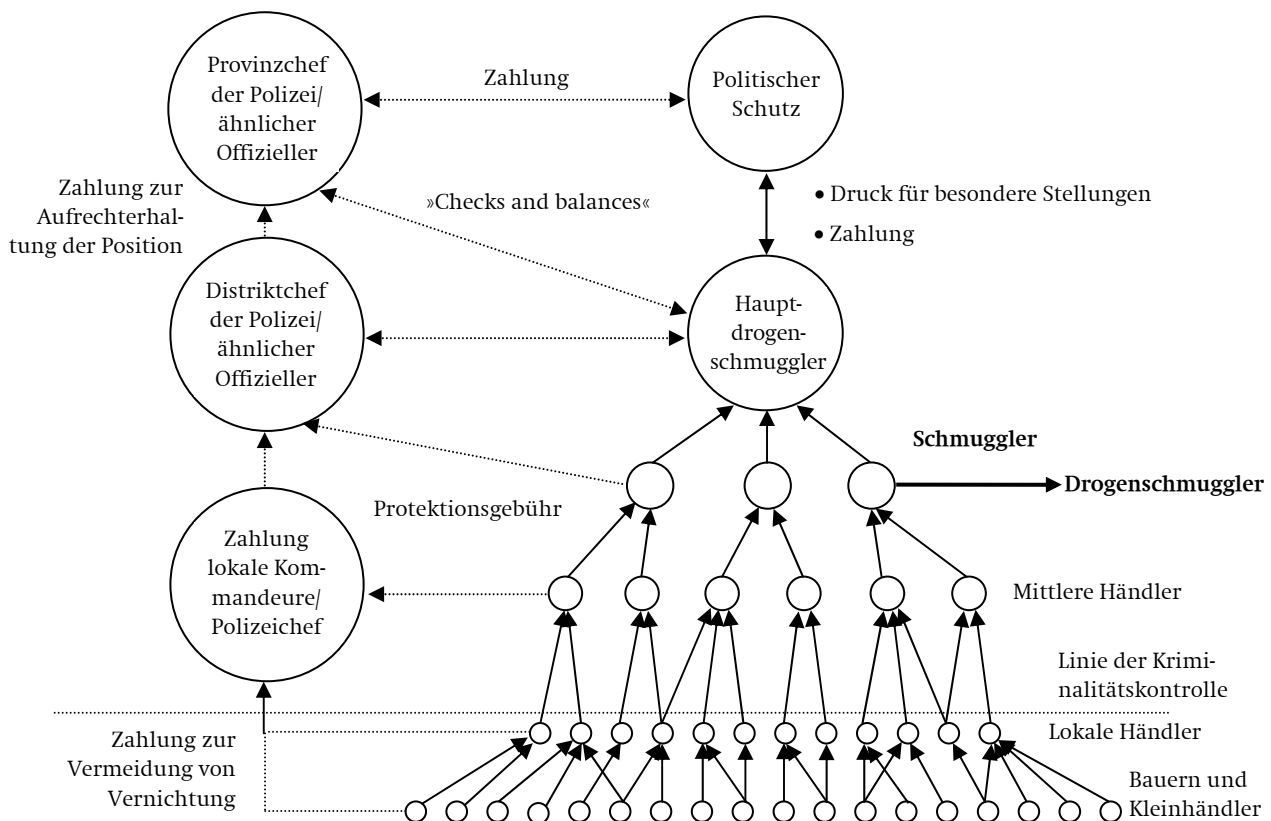 Provinzchef
der Polizei/
ähnlicher
Offizieller
Zahlung
Politischer
Schutz
Zahlung zur
Aufrechterhal-
tung der Position
»Checks and balances«
• Druck für besondere Stellungen
• Zahlung
Distriktchef
der Polizei/
ähnlicher
Offizieller
Haupt-
drogen-
schmuggler
Schmuggler
Drogenschmuggler
Protektionsgebühr
Zahlung
lokale Kom-
mandeure/
Polizeichef
Mittlere Händler
Linie der Krimi-
nalitätskontrolle
Lokale Händler
Zahlung zur
Vermeidung von
Vernichtung
Bauern und
Kleinhändler